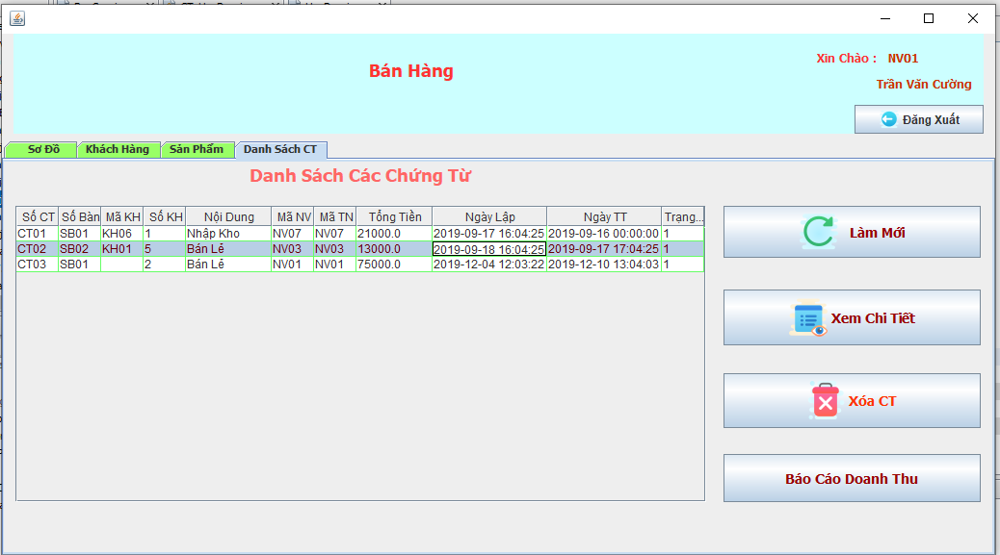 Bán Hàng
Xin Chào : NV01
Trần Văn Cường
Đăng Xuất
Sơ Đồ Khách Hàng Sản Phẩm Danh Sách CT
Danh Sách Các Chứng Từ
Số CT Số Bàn Mã KH Số KH Nội Dung Mã NV Mã TN Tổng Tiền Ngày Lập Ngày TT Trạng...
CT01 SB01 KH06 1 Nhập Kho NV07 NV07 21000.0 2019-09-17 16:04:25 2019-09-16 00:00:00 1
CT02 SB02 KH01 5 Bán Lẻ NV03 NV03 13000.0 2019-09-18 16:04:25 2019-09-17 17:04:25 1
CT03 SB01 2 Bán Lẻ NV01 NV01 75000.0 2019-12-04 12:03:22 2019-12-10 13:04:03 1
Làm Mới
Xem Chi Tiết
Xóa CT
Báo Cáo Doanh Thu